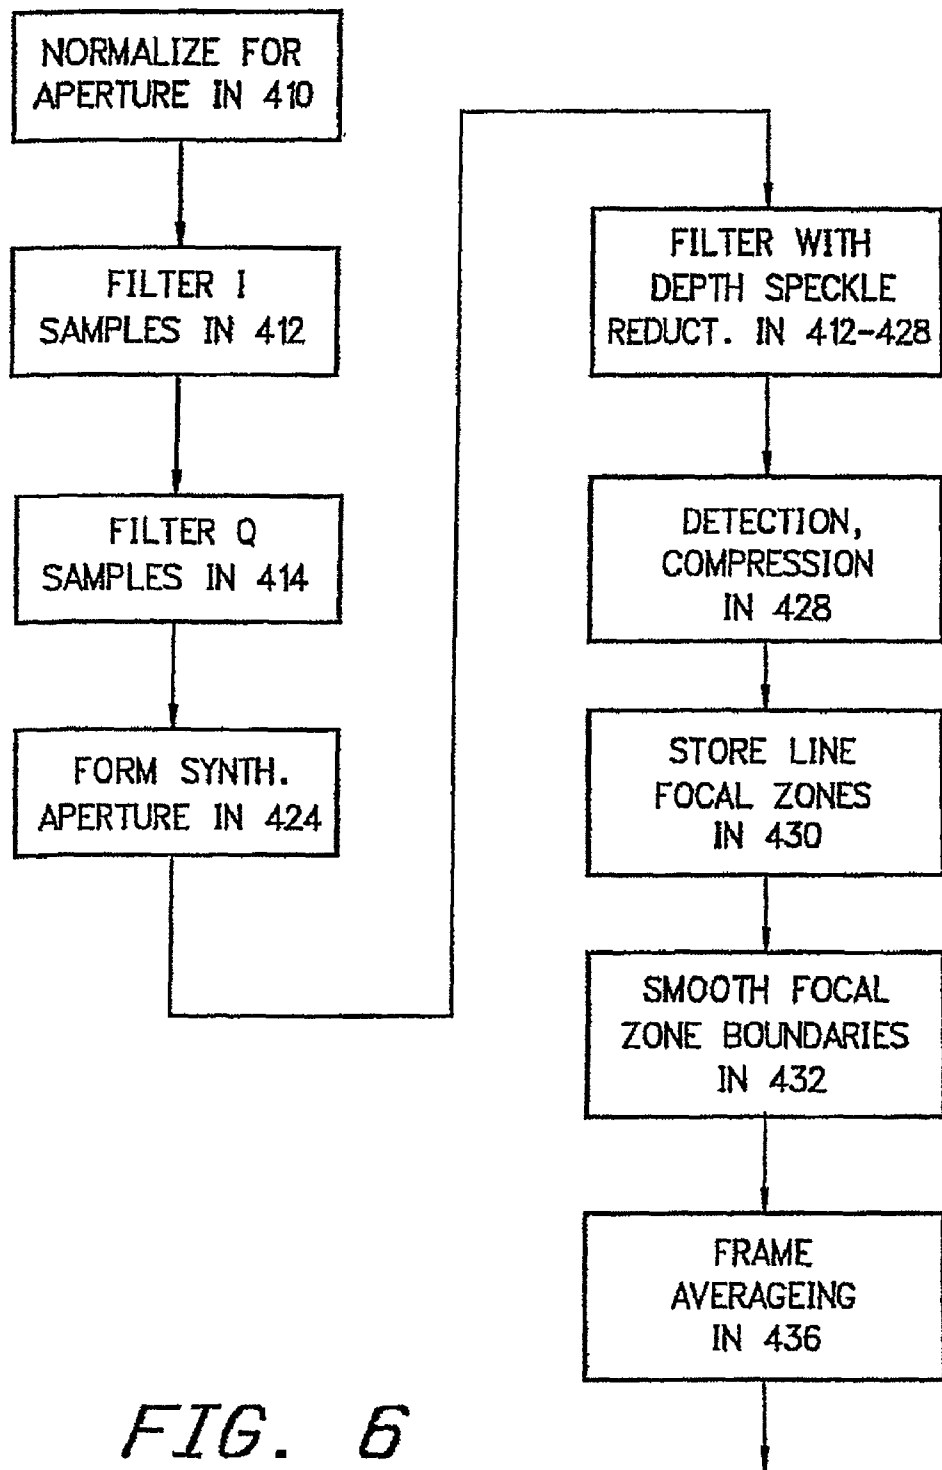 NORMALIZE FOR
APERTURE IN 410
FILTER I
SAMPLES IN 412
FILTER Q
SAMPLES IN 414
FORM SYNTH.
APERTURE IN 424
FILTER WITH
DEPTH SPECKLE
REDUCT. IN 412-428
DETECTION,
COMPRESSION
IN 428
STORE LINE
FOCAL ZONES
IN 430
SMOOTH FOCAL
ZONE BOUNDARIES
IN 432
FRAME
AVERAGEING
IN 436
FIG. 6